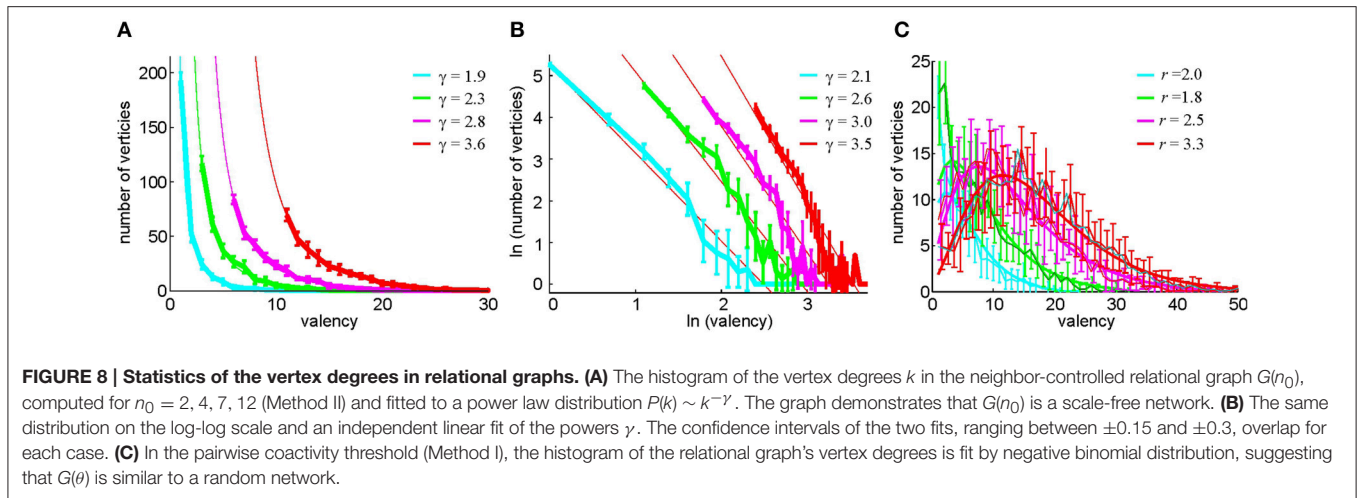 A
B
C
number of verticies
200
150
100
50
0
0
10
20
30
valency
γ = 1.9
γ = 2.3
γ = 2.8
γ = 3.6
ln (number of verticies)
5
4
3
2
1
0
0
1
2
3
ln (valency)
γ = 2.1
γ = 2.6
γ = 3.0
γ = 3.5
number of verticies
25
20
15
10
5
0
0
10
20
30
40
50
valency
r =2.0
r =1.8
r =2.5
r =3.3
FIGURE 8 | Statistics of the vertex degrees in relational graphs. (A) The histogram of the vertex degrees k in the neighbor-controlled relational graph G(n₀),
computed for n₀ = 2, 4, 7, 12 (Method II) and fitted to a power law distribution P(k) ~ k⁻ᵞ. The graph demonstrates that G(n₀) is a scale-free network. (B) The same
distribution on the log-log scale and an independent linear fit of the powers γ. The confidence intervals of the two fits, ranging between ±0.15 and ±0.3, overlap for
each case. (C) In the pairwise coactivity threshold (Method I), the histogram of the relational graph's vertex degrees is fit by negative binomial distribution, suggesting
that G(θ) is similar to a random network.